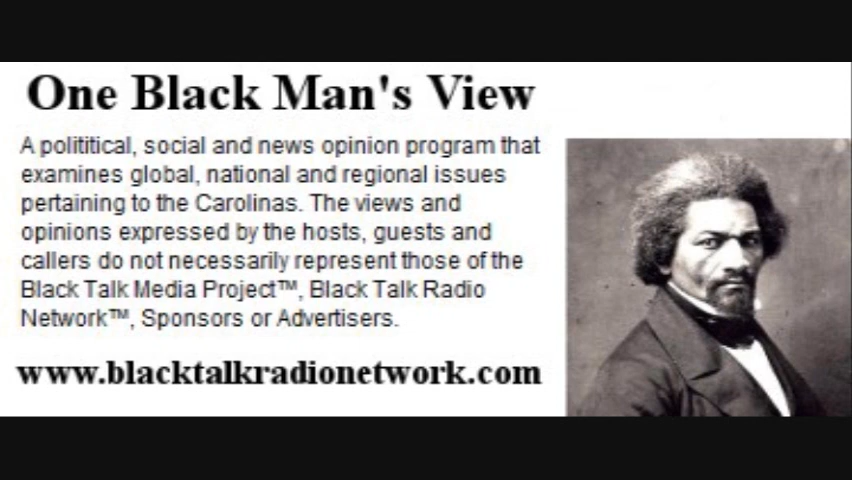 One Black Man's View
A polititical, social and news opinion program that
examines global, national and regional issues
pertaining to the Carolinas. The views and
opinions expressed by the hosts, guests and
callers do not necessarily represent those of the
Black Talk Media Project™, Black Talk Radio
Network™, Sponsors or Advertisers.
www.blacktalkradionetwork.com